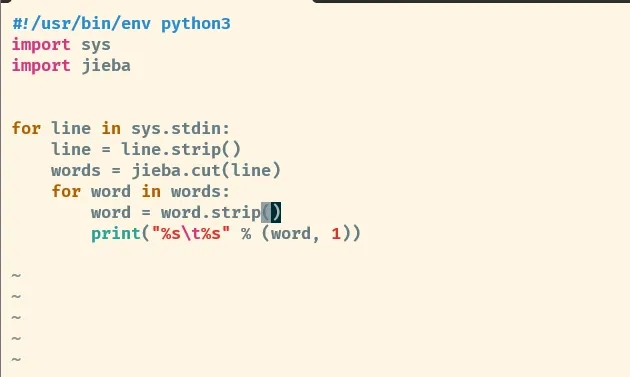 #!/usr/bin/env python3
import sys
import jieba
for line in sys.stdin:
    line = line.strip()
    words = jieba.cut(line)
    for word in words:
        word = word.strip()
        print("%s\t%s" % (word, 1))
~
~
~
~
~